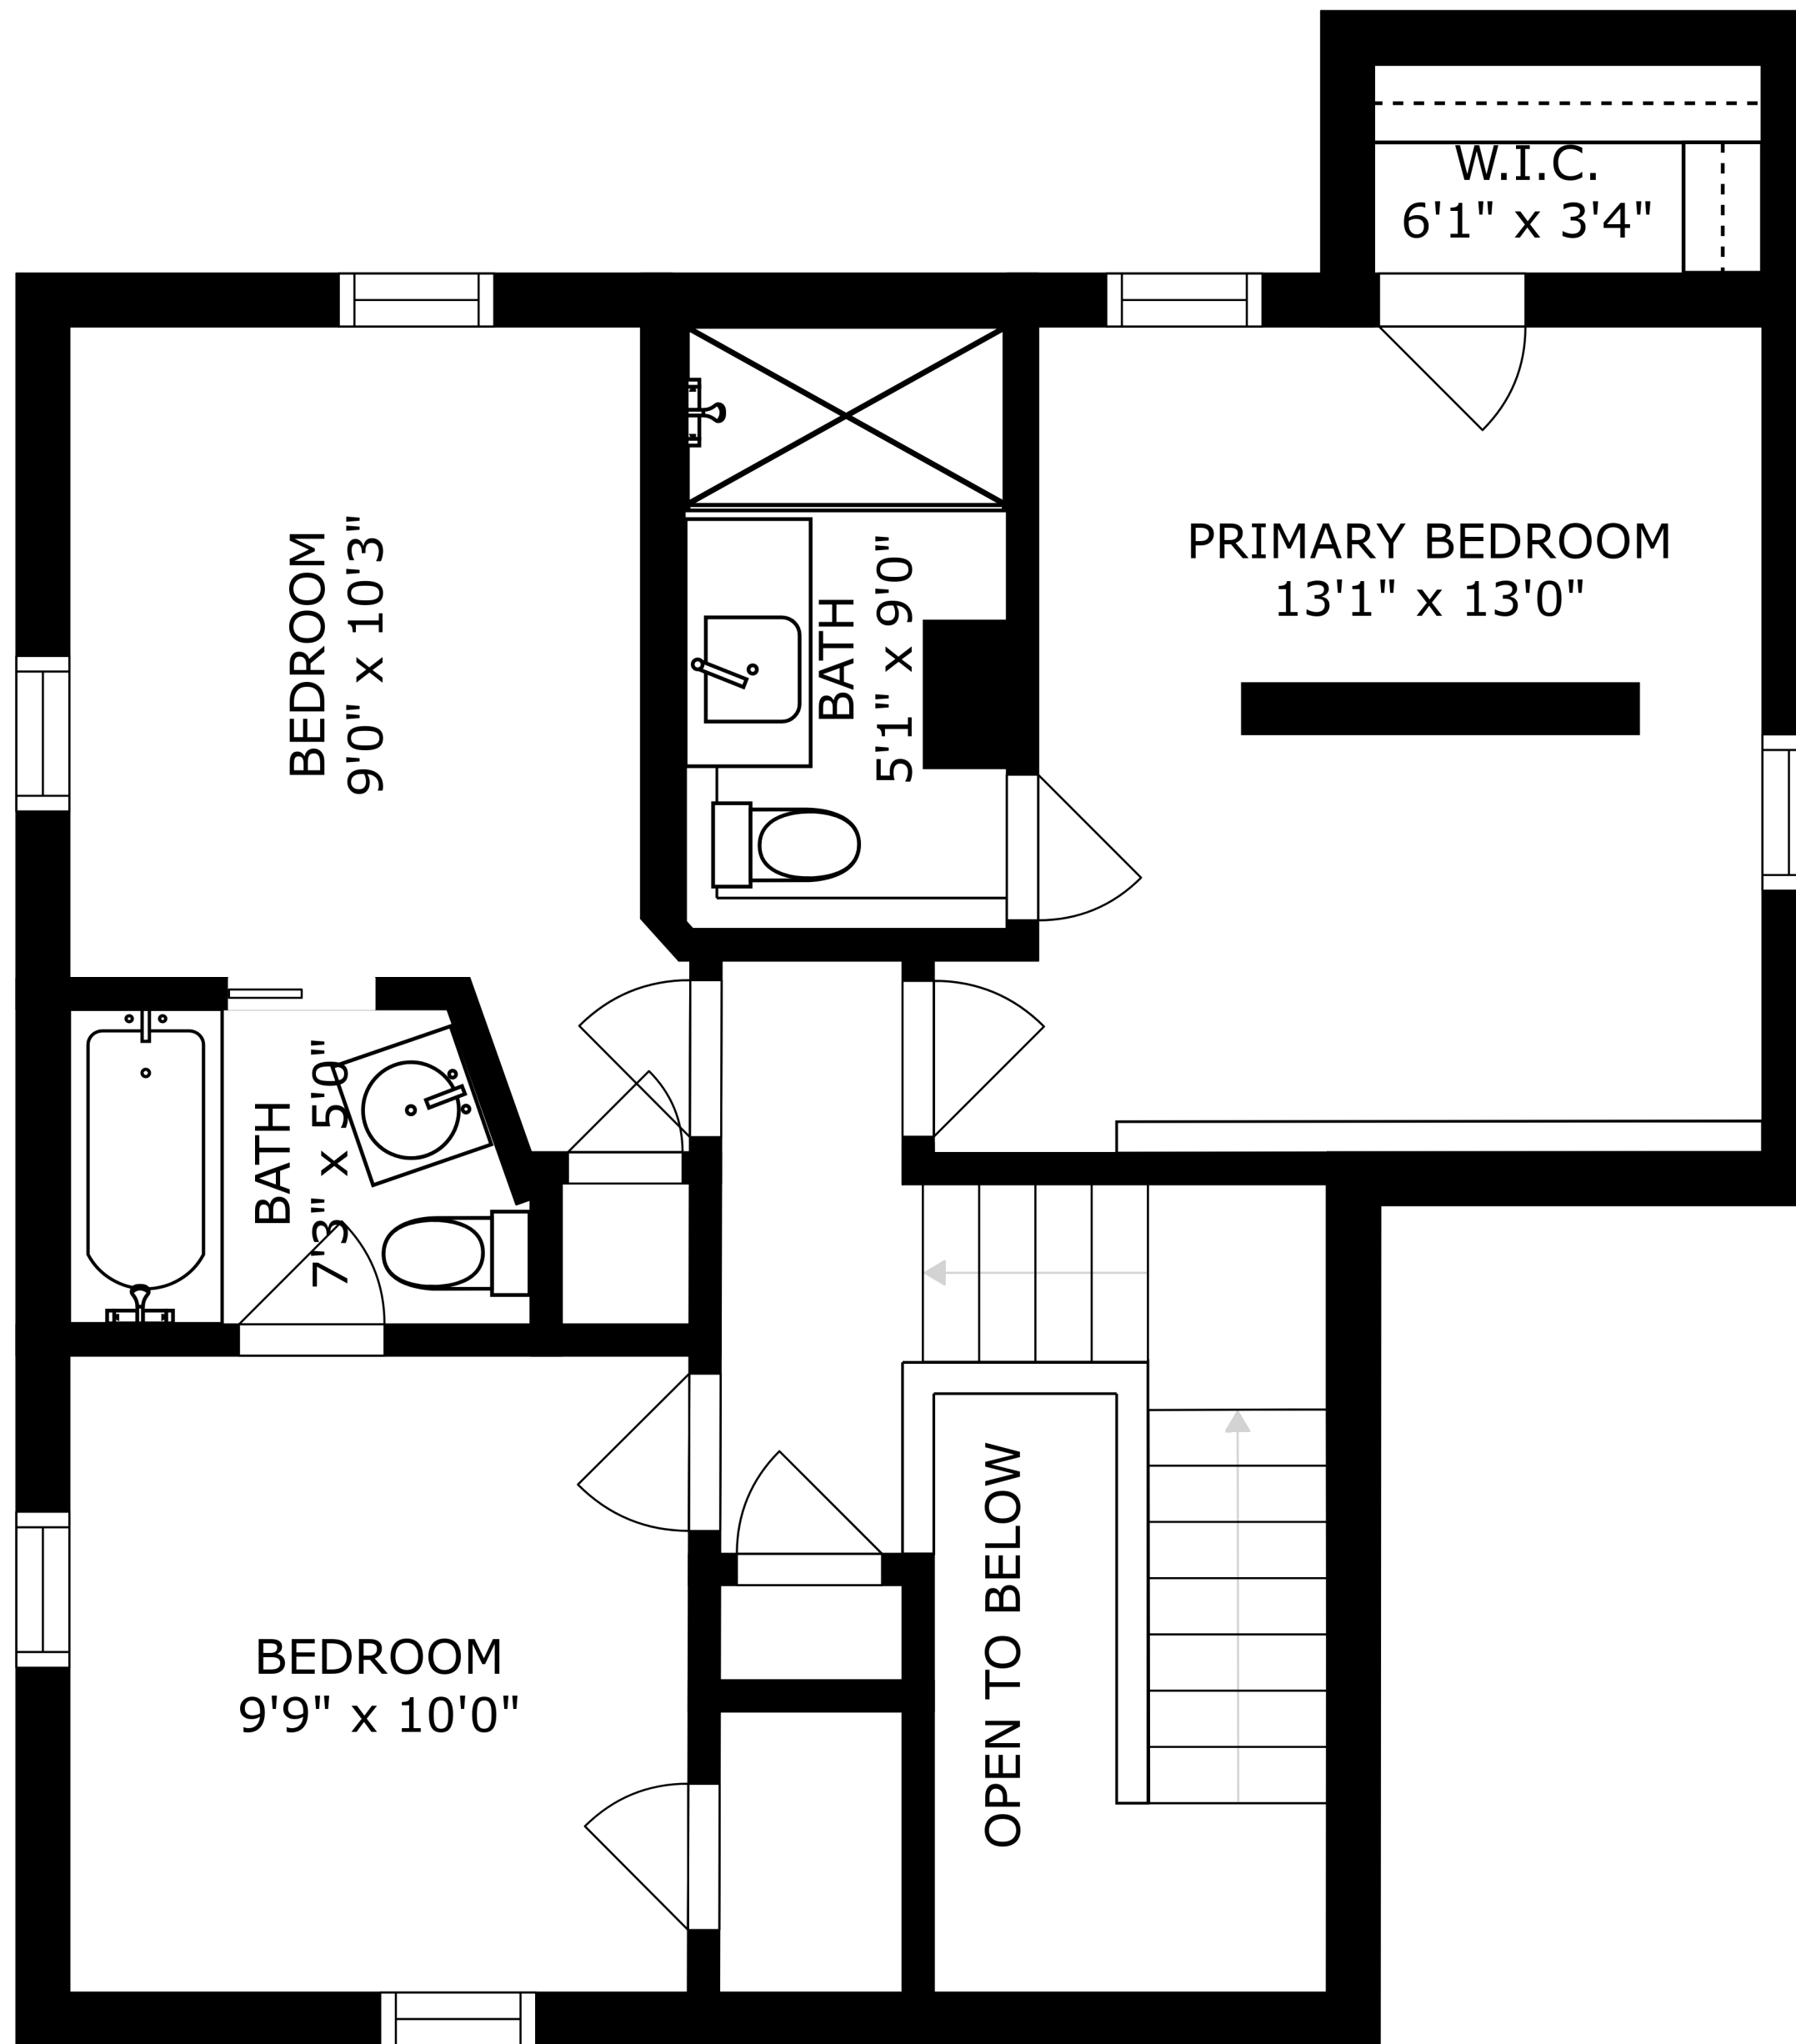 W.I.C.
6'1" x 3'4"
BEDROOM
9'0" x 10'3"
BATH
5'1" x 9'0"
PRIMARY BEDROOM
13'1" x 13'0"
BATH
7'3" x 5'0"
BEDROOM
9'9" x 10'0"
OPEN TO BELOW